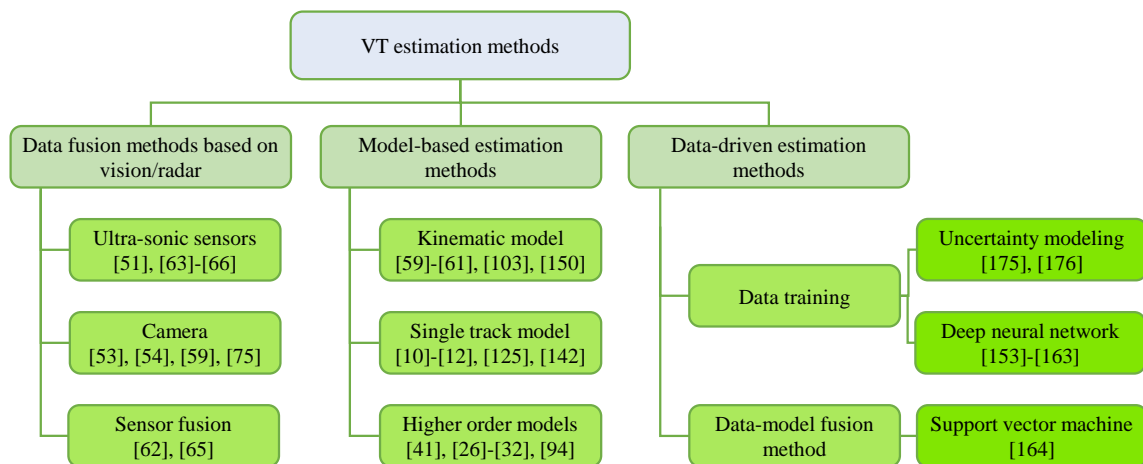 VT estimation methods
Data fusion methods based on
vision/radar
Model-based estimation
methods
Data-driven estimation
methods
Ultra-sonic sensors
[51], [63]-[66]
Kinematic model
[59]-[61], [103], [150]
Uncertainty modeling
[175], [176]
Data training
Camera
[53], [54], [59], [75]
Single track model
[10]-[12], [125], [142]
Deep neural network
[153]-[163]
Sensor fusion
[62], [65]
Higher order models
[41], [26]-[32], [94]
Data-model fusion
method
Support vector machine
[164]